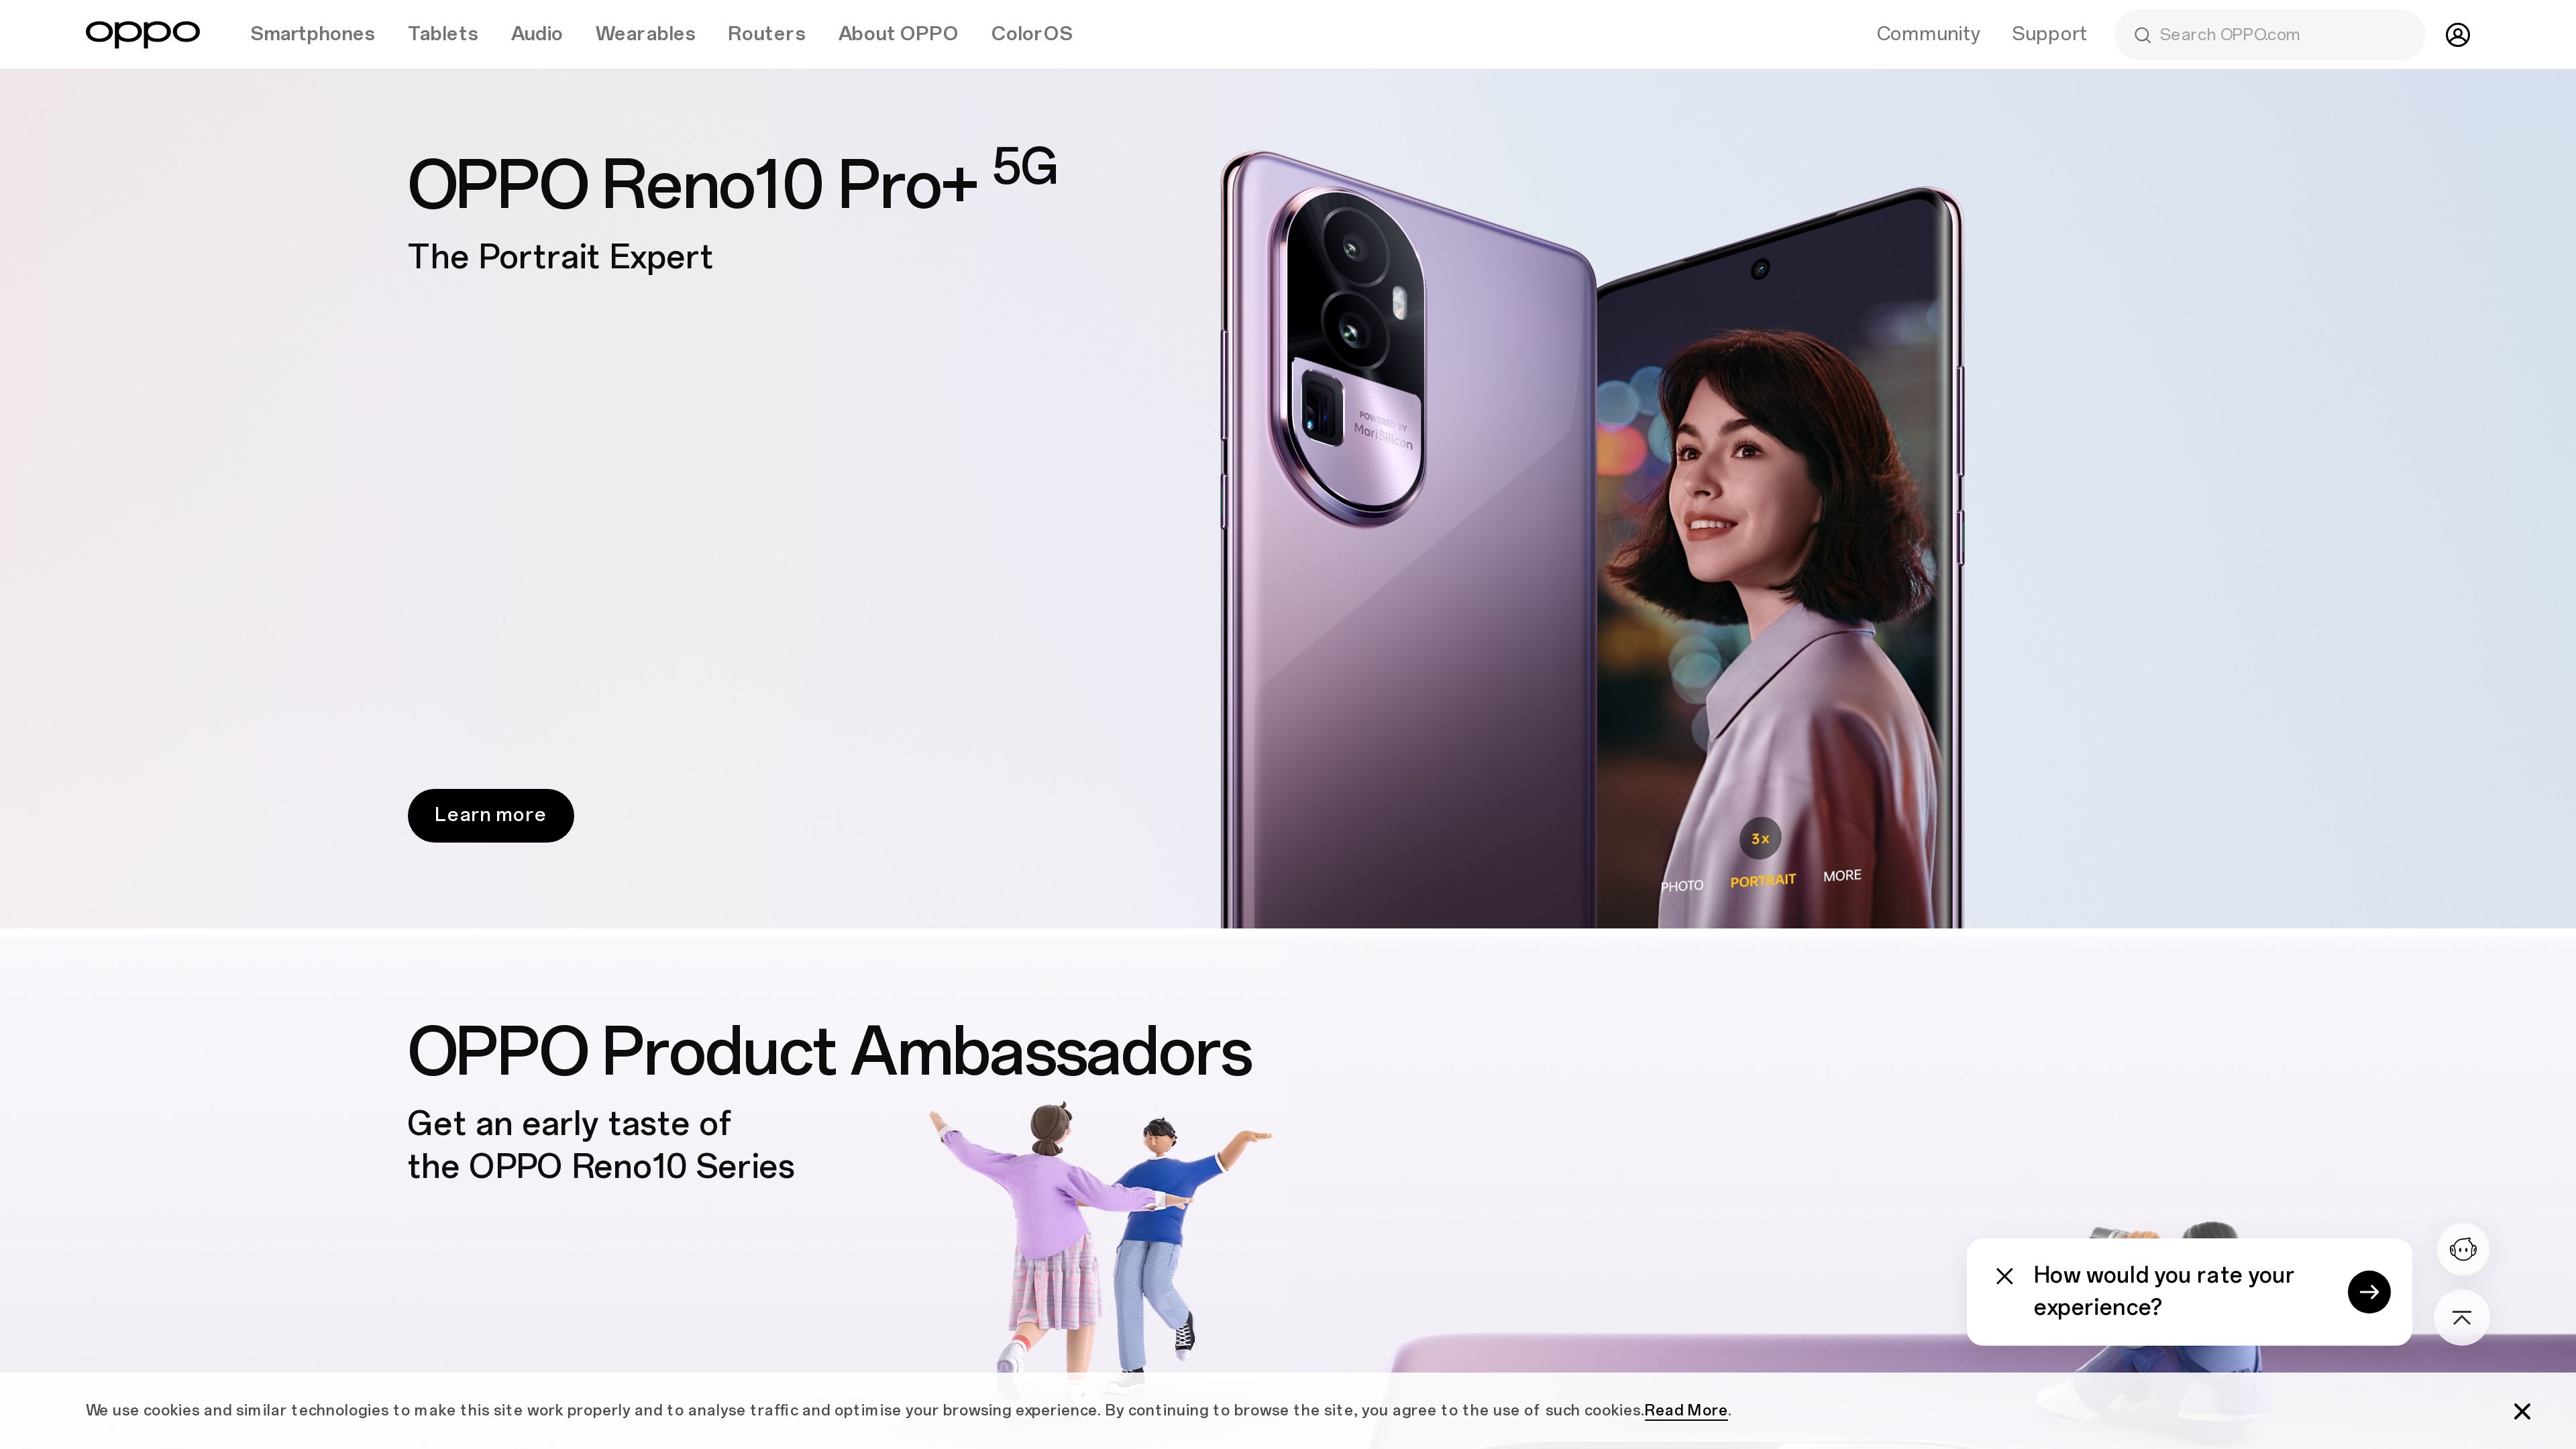 oppo
Smartphones
Tablets
Audio
Wearables
Routers
About OPPO
ColorOS
Community
Support
Search OPPO.com
OPPO Reno10 Pro+ 5G
The Portrait Expert
POWERED BY
MariSilicon
3x
PHOTO
PORTRAIT
MORE
Learn more
OPPO Product Ambassadors
Get an early taste of
the OPPO Reno10 Series
How would you rate your
experience?
We use cookies and similar technologies to make this site work properly and to analyse traffic and optimise your browsing experience. By continuing to browse the site, you agree to the use of such cookies.Read More.